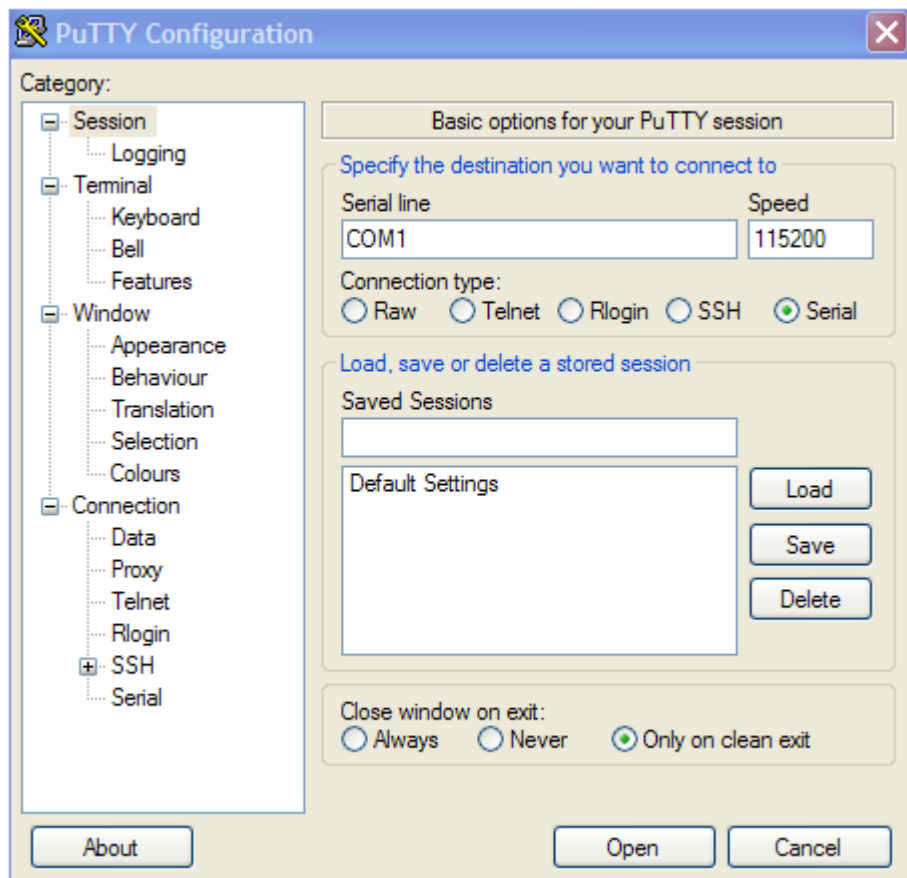 PuTTY Configuration
Category:
Session
Logging
Terminal
Keyboard
Bell
Features
Window
Appearance
Behaviour
Translation
Selection
Colours
Connection
Data
Proxy
Telnet
Rlogin
SSH
Serial
Basic options for your PuTTY session
Specify the destination you want to connect to
Serial line Speed
COM1 115200
Connection type:
Raw Telnet Rlogin SSH Serial
Load, save or delete a stored session
Saved Sessions
Default Settings
Load
Save
Delete
Close window on exit:
Always Never Only on clean exit
About Open Cancel